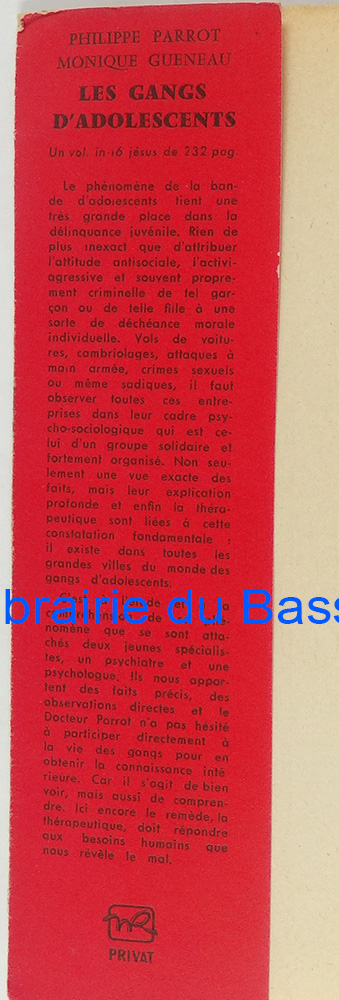 PHILIPPE PARROT
MONIQUE GUENEAU
LES GANGS
D'ADOLESCENTS
Un vol. in-16 jésus de 232 pag.
Le phénomène de la ban-
de d'adolescents tient une
très grande place dans la
délinquance juvénile. Rien de
plus inexact que d'attribuer
l'attitude antisociale, l'activi-
agressive et souvent propre-
ment criminelle de tel gar-
çon ou de telle fille à une
sorte de déchéance morale
individuelle. Vols de voitu-
res, cambriolages, attaques à
main armée, crimes sexuels
ou même sadiques, il faut
observer toutes ces entre-
prises dans leur cadre psy-
cho-sociologique qui est ce-
lui d'un groupe solidaire et
fortement organisé. Non seu-
lement une vue exacte des
faits, mais leur explication
profonde et enfin la théra-
peutique sont liées à cette
constatation fondamentale :
il existe dans toutes les
grandes villes du monde des
gangs d'adolescents.
brairie du Bass
nomène que se sont atta-
chés deux jeunes spécialis-
tes, un psychiatre et une
psychologue. Ils nous appor-
tent des faits précis, des
observations directes et le
Docteur Parrot n'a pas hésité
à participer directement à
la vie des gangs pour en
obtenir la connaissance inté
rieure. Car il s'agit de bien
voir, mais aussi de compren-
dre. Ici encore le remède, la
thérapeutique, doit répondre
aux besoins humains que
nous révèle le mal.
PRIVAT